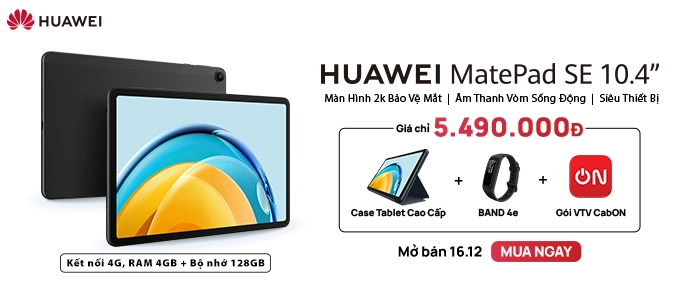 HUAWEI
HUAWEI MatePad SE 10.4”
Màn Hình 2k Bảo Vệ Mắt | Âm Thanh Vòm Sống Động | Siêu Thiết Bị
Giá chỉ 5.490.000Đ
ON
Case Tablet Cao Cấp + BAND 4e + Gói VTV CabON
Mở bán 16.12 MUA NGAY
Kết nối 4G, RAM 4GB + Bộ nhớ 128GB